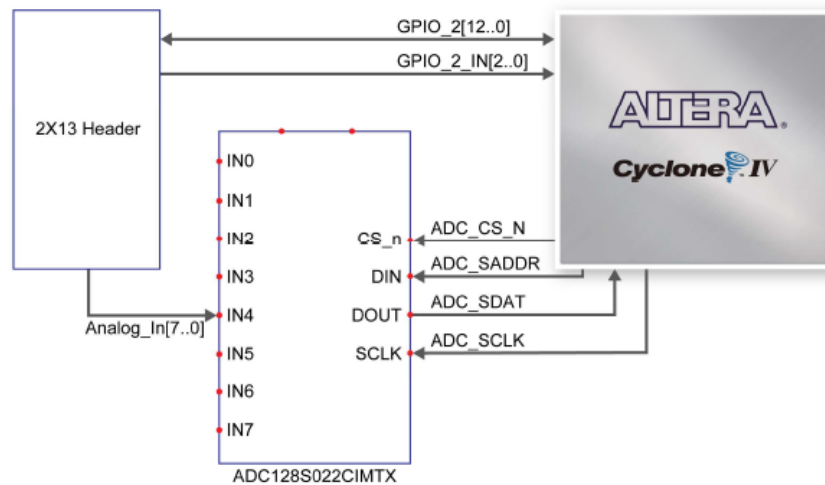 GPIO_2[12..0]
GPIO_2_IN[2..0]
2X13 Header
ALTERA.
Cyclone IV
IN0
IN1
IN2
IN3
IN4
IN5
IN6
IN7
CS_n
DIN
DOUT
SCLK
ADC_CS_N
ADC_SADDR
ADC_SDAT
ADC_SCLK
Analog_In[7..0]
ADC128S022CIMTX